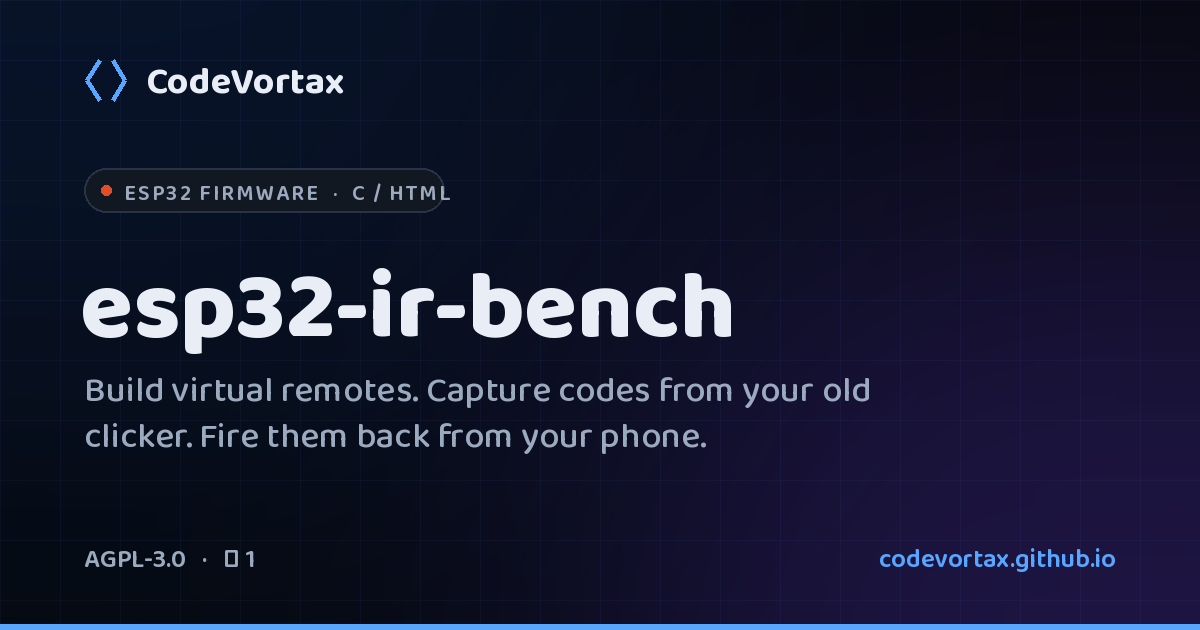 CodeVortax
ESP32 FIRMWARE · C / HTML
esp32-ir-bench
Build virtual remotes. Capture codes from your old
clicker. Fire them back from your phone.
AGPL-3.0 · 1
codevortax.github.io